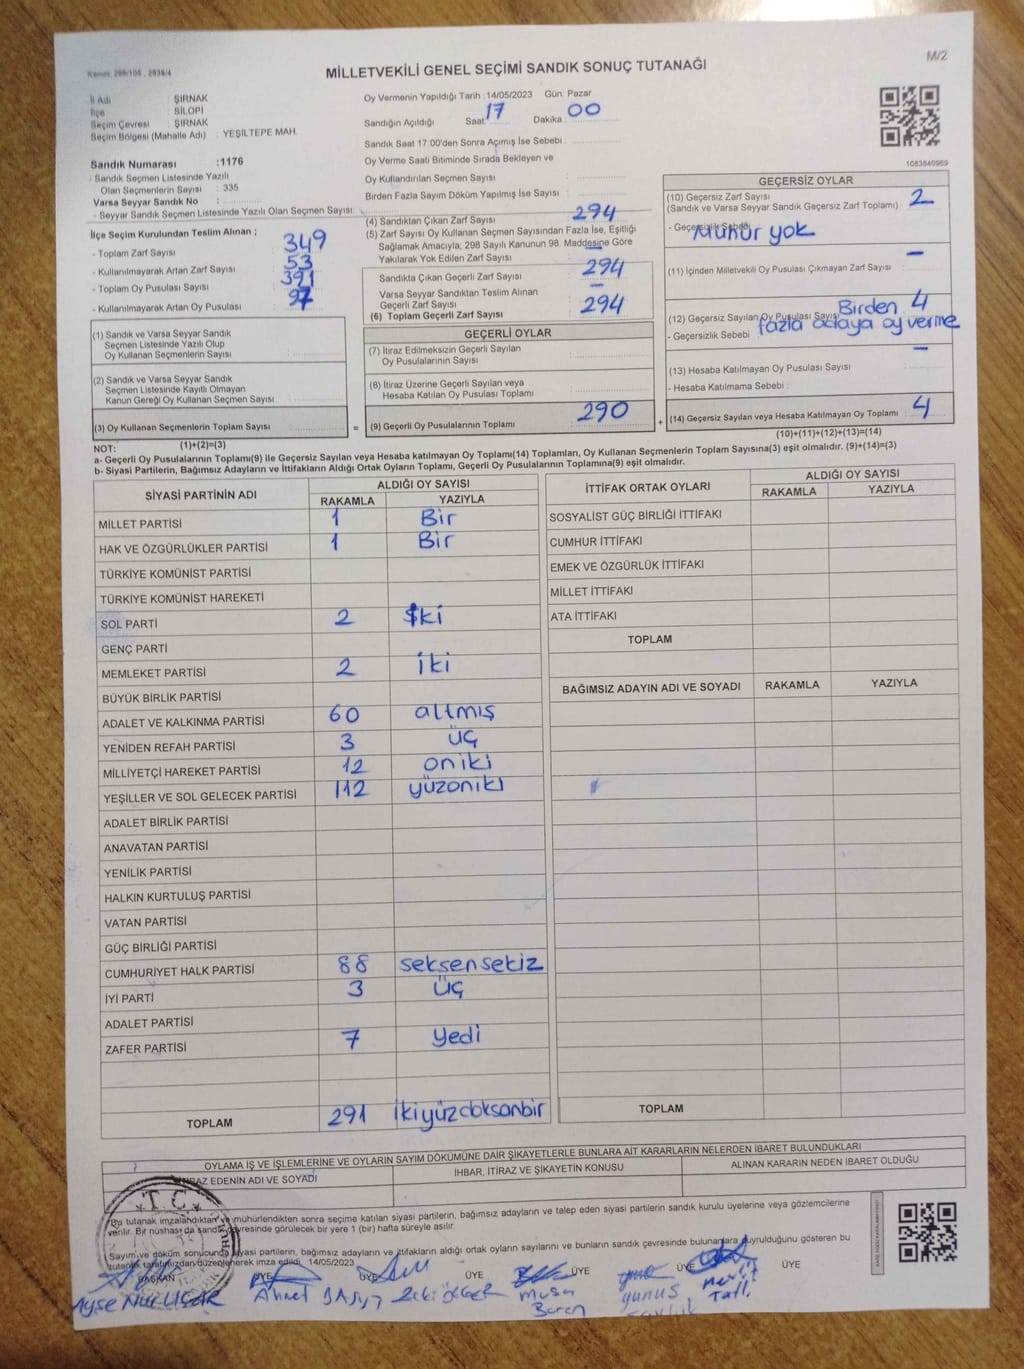 M/2
Kanun: 298/105 , 2839/4
MİLLETVEKİLİ GENEL SEÇİMİ SANDIK SONUÇ TUTANAĞI
İl Adı : ŞIRNAK
İlçe : SİLOPİ
Seçim Çevresi : ŞIRNAK
Seçim Bölgesi (Mahalle Adı) : YEŞİLTEPE MAH.
Sandık Numarası :1176
- Sandık Seçmen Listesinde Yazılı
Olan Seçmenlerin Sayısı : 335
Varsa Seyyar Sandık No :
- Seyyar Sandık Seçmen Listesinde Yazılı Olan Seçmen Sayısı :
İlçe Seçim Kurulundan Teslim Alınan ;
- Toplam Zarf Sayısı : 349
- Kullanılmayarak Artan Zarf Sayısı : 53
- Toplam Oy Pusulası Sayısı : 391
- Kullanılmayarak Artan Oy Pusulası : 97
Oy Vermenin Yapıldığı Tarih : 14/05/2023 Gün: Pazar
Sandığın Açıldığı Saat 17 Dakika 00
Sandık Saat 17:00'den Sonra Açmış İse Sebebi :
Oy Verme Saati Bitiminde Sırada Bekleyen ve
Oy Kullandırılan Seçmen Sayısı :
Birden Fazla Sayım Döküm Yapılmış İse Sayısı :
(4) Sandıktan Çıkan Zarf Sayısı : 294
(5) Zarf Sayısı Oy Kullanan Seçmen Sayısından Fazla İse, Eşitliği
Sağlamak Amacıyla, 298 Sayılı Kanunun 98. Maddesine Göre
Yakılarak Yok Edilen Zarf Sayısı : —
Sandıkta Çıkan Geçerli Zarf Sayısı : 294
Varsa Seyyar Sandıktan Teslim Alınan
Geçerli Zarf Sayısı : —
(6) Toplam Geçerli Zarf Sayısı : 294
1083840969
GEÇERSİZ OYLAR
(10) Geçersiz Zarf Sayısı
(Sandık ve Varsa Seyyar Sandık Geçersiz Zarf Toplamı) : 2
- Geçersizlik Sebebi : Mühür yok
(11) İçinden Milletvekili Oy Pusulası Çıkmayan Zarf Sayısı : —
(12) Geçersiz Sayılan Oy Pusulası Sayısı : 4
- Geçersizlik Sebebi : Birden fazla adaya oy verme
(13) Hesaba Katılmayan Oy Pusulası Sayısı : —
- Hesaba Katılmama Sebebi :
(14) Geçersiz Sayılan veya Hesaba Katılmayan Oy Toplamı : 4
(10)+(11)+(12)+(13)=(14)
(1) Sandık ve Varsa Seyyar Sandık
Seçmen Listesinde Yazılı Olup
Oy Kullanan Seçmenlerin Sayısı :
(2) Sandık ve Varsa Seyyar Sandık
Seçmen Listesinde Kayıtlı Olmayan
Kanun Gereği Oy Kullanan Seçmen Sayısı :
(3) Oy Kullanan Seçmenlerin Toplam Sayısı :
(1)+(2)=(3)
=
GEÇERLİ OYLAR
(7) İtiraz Edilmeksizin Geçerli Sayılan
Oy Pusulalarının Sayısı :
(8) İtiraz Üzerine Geçerli Sayılan veya
Hesaba Katılan Oy Pusulası Toplamı :
(9) Geçerli Oy Pusulalarının Toplamı : 290
+
NOT:
a- Geçerli Oy Pusulalarının Toplamı(9) ile Geçersiz Sayılan veya Hesaba katılmayan Oy Toplamı(14) Toplamları, Oy Kullanan Seçmenlerin Toplam Sayısına(3) eşit olmalıdır. (9)+(14)=(3)
b- Siyasi Partilerin, Bağımsız Adayların ve İttifakların Aldığı Ortak Oyların Toplamı, Geçerli Oy Pusulalarının Toplamına(9) eşit olmalıdır.
SİYASİ PARTİNİN ADI ALDIĞI OY SAYISI
RAKAMLA YAZIYLA
MİLLET PARTİSİ 1 Bir
HAK VE ÖZGÜRLÜKLER PARTİSİ 1 Bir
TÜRKİYE KOMÜNİST PARTİSİ
TÜRKİYE KOMÜNİST HAREKETİ
SOL PARTİ 2 İki
GENÇ PARTİ
MEMLEKET PARTİSİ 2 iki
BÜYÜK BİRLİK PARTİSİ
ADALET VE KALKINMA PARTİSİ 60 altmış
YENİDEN REFAH PARTİSİ 3 üç
MİLLİYETÇİ HAREKET PARTİSİ 12 oniki
YEŞİLLER VE SOL GELECEK PARTİSİ 112 yüzoniki
ADALET BİRLİK PARTİSİ
ANAVATAN PARTİSİ
YENİLİK PARTİSİ
HALKIN KURTULUŞ PARTİSİ
VATAN PARTİSİ
GÜÇ BİRLİĞİ PARTİSİ
CUMHURİYET HALK PARTİSİ 88 seksensekiz
İYİ PARTİ 3 üç
ADALET PARTİSİ
ZAFER PARTİSİ 7 yedi
TOPLAM 291 ikiyüzdoksanbir
İTTİFAK ORTAK OYLARI ALDIĞI OY SAYISI
RAKAMLA YAZIYLA
SOSYALİST GÜÇ BİRLİĞİ İTTİFAKI
CUMHUR İTTİFAKI
EMEK VE ÖZGÜRLÜK İTTİFAKI
MİLLET İTTİFAKI
ATA İTTİFAKI
TOPLAM
BAĞIMSIZ ADAYIN ADI VE SOYADI RAKAMLA YAZIYLA
TOPLAM
OYLAMA İŞ VE İŞLEMLERİNE VE OYLARIN SAYIM DÖKÜMÜNE DAİR ŞİKAYETLERLE BUNLARA AİT KARARLARIN NELERDEN İBARET BULUNDUKLARI
İTİRAZ EDENİN ADI VE SOYADI İHBAR, İTİRAZ VE ŞİKAYETİN KONUSU ALINAN KARARIN NEDEN İBARET OLDUĞU
T.C.
Bu tutanak imzalandıktan ve mühürlendikten sonra seçime katılan siyasi partilerin, bağımsız adayların ve talep eden siyasi partilerin sandık kurulu üyelerine veya gözlemcilerine
verilir. Bir nüshası da sandık çevresinde görülecek bir yere 1 (bir) hafta süreyle asılır.
Sayım ve döküm sonucunda siyasi partilerin, bağımsız adayların ve ittifakların aldığı ortak oyların sayılarını ve bunların sandık çevresinde bulunanlara duyurulduğunu gösteren bu
tutanak tarafımızdan düzenlenerek imza edildi. 14/05/2023
BAŞKAN ÜYE ÜYE ÜYE ÜYE ÜYE ÜYE
Ayşe Nur UÇAR Ahmet Musa Baran yunus